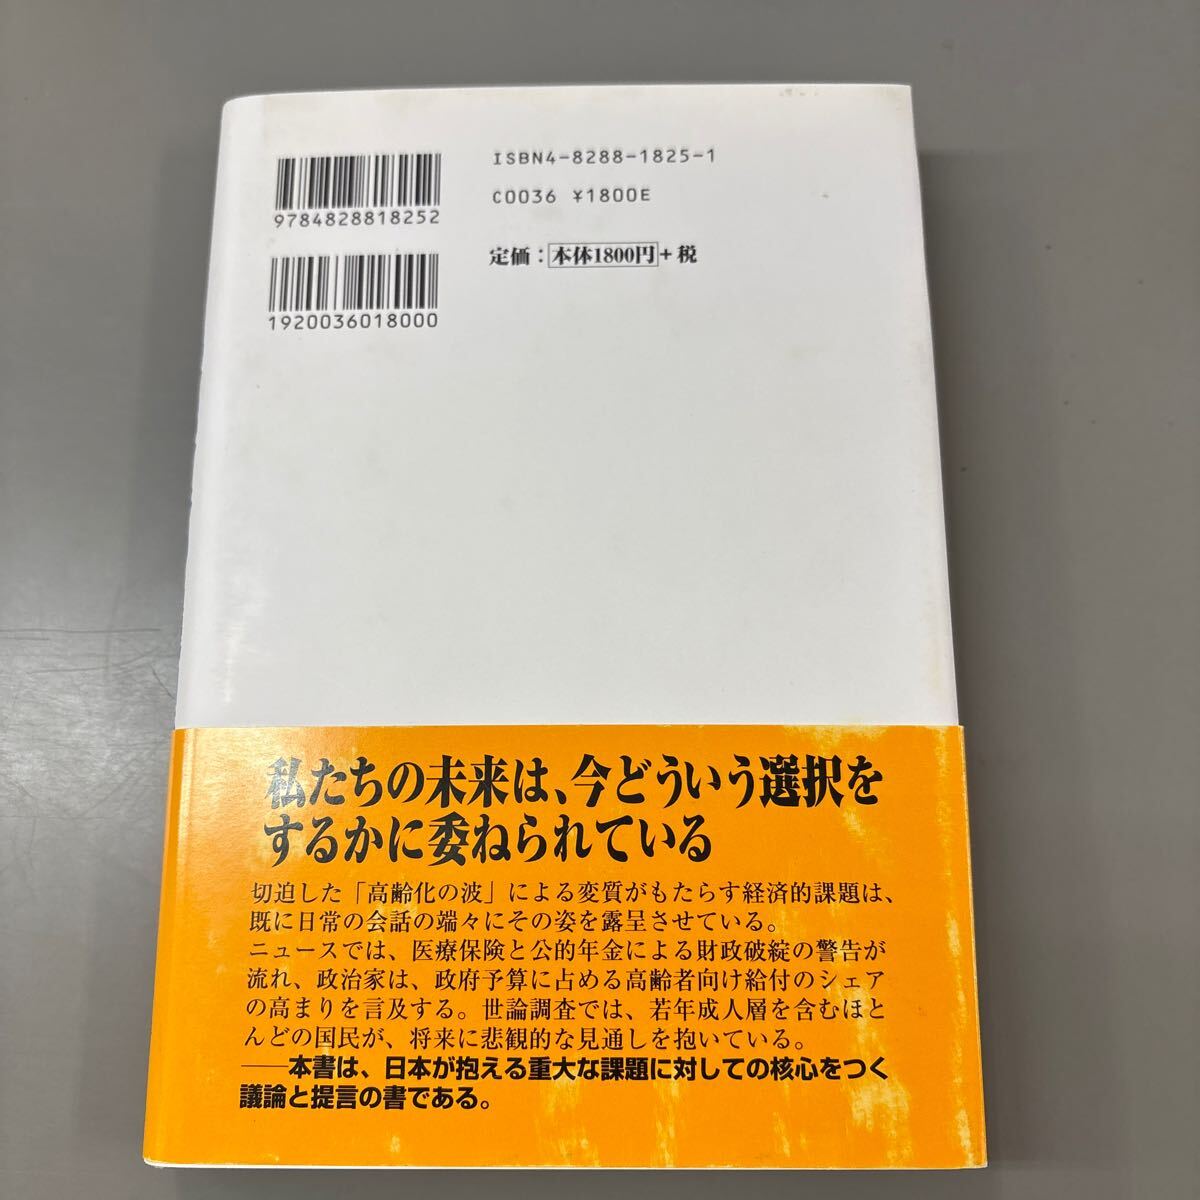 ISBN4-8288-1825-1
9784828818252
C0036 ¥1800E
定価：本体1800円＋税
1920036018000
私たちの未来は、今どういう選択を
するかに委ねられている
切迫した「高齢化の波」による変質がもたらす経済的課題は、
既に日常の会話の端々にその姿を露呈させている。
ニュースでは、医療保険と公的年金による財政破綻の警告が
流れ、政治家は、政府予算に占める高齢者向け給付のシェア
の高まりを言及する。世論調査では、若年成人層を含むほと
んどの国民が、将来に悲観的な見通しを抱いている。
――本書は、日本が抱える重大な課題に対しての核心をつく
議論と提言の書である。